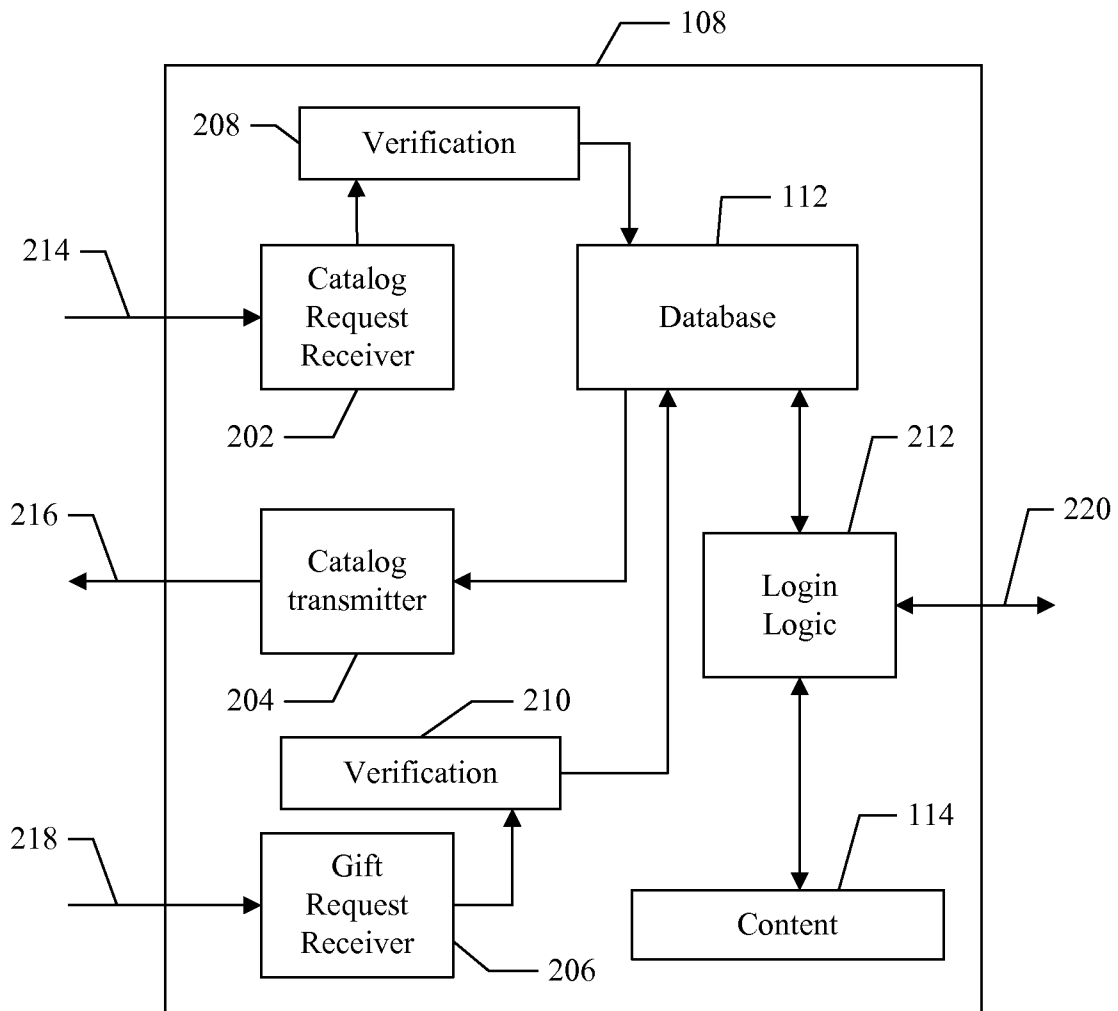 108
208
Verification
112
214
Catalog
Request
Receiver
Database
202
212
216
220
Catalog
transmitter
Login
Logic
204
210
Verification
114
218
Gift
Request
Receiver
Content
206